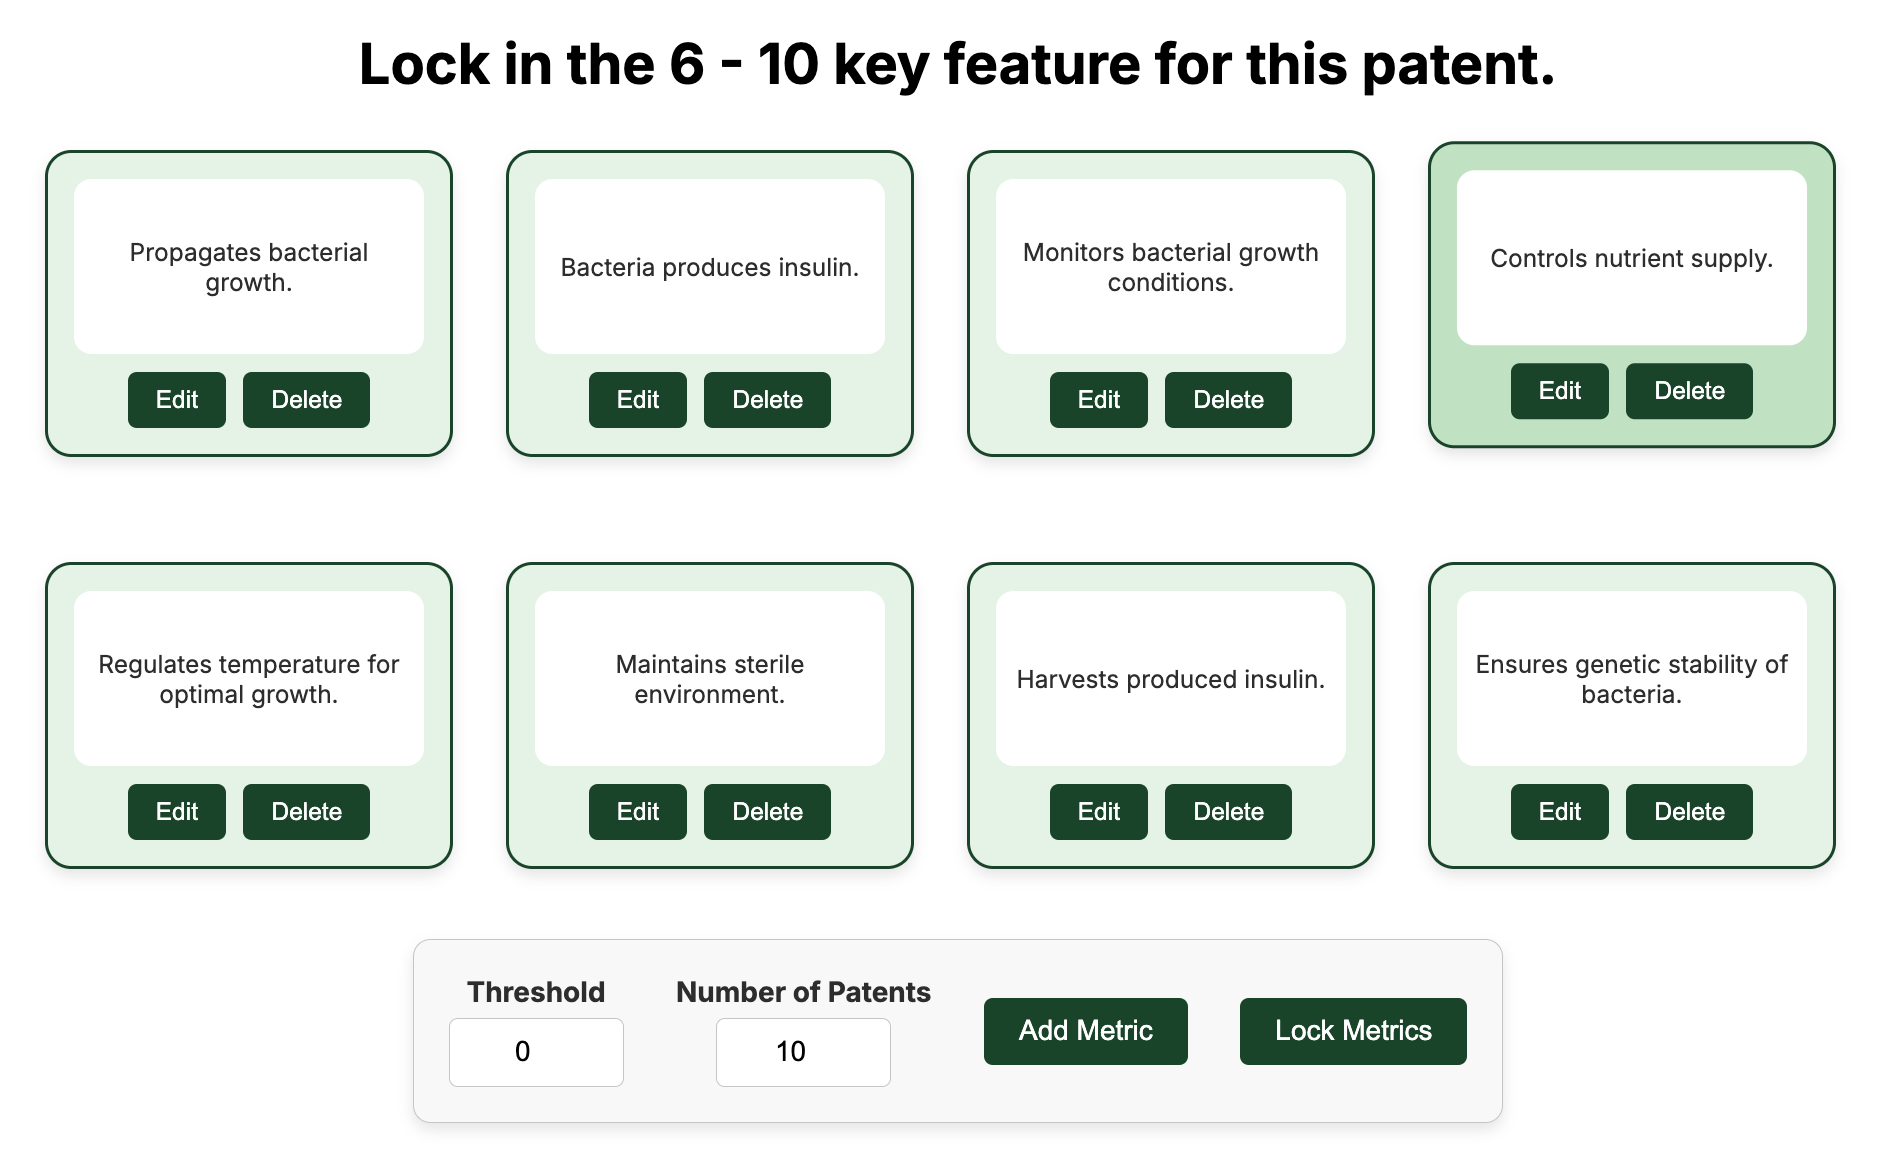 Lock in the 6 - 10 key feature for this patent.
Propagates bacterial
growth.
Edit
Delete
Bacteria produces insulin.
Edit
Delete
Monitors bacterial growth
conditions.
Edit
Delete
Controls nutrient supply.
Edit
Delete
Regulates temperature for
optimal growth.
Edit
Delete
Maintains sterile
environment.
Edit
Delete
Harvests produced insulin.
Edit
Delete
Ensures genetic stability of
bacteria.
Edit
Delete
Threshold
0
Number of Patents
10
Add Metric
Lock Metrics